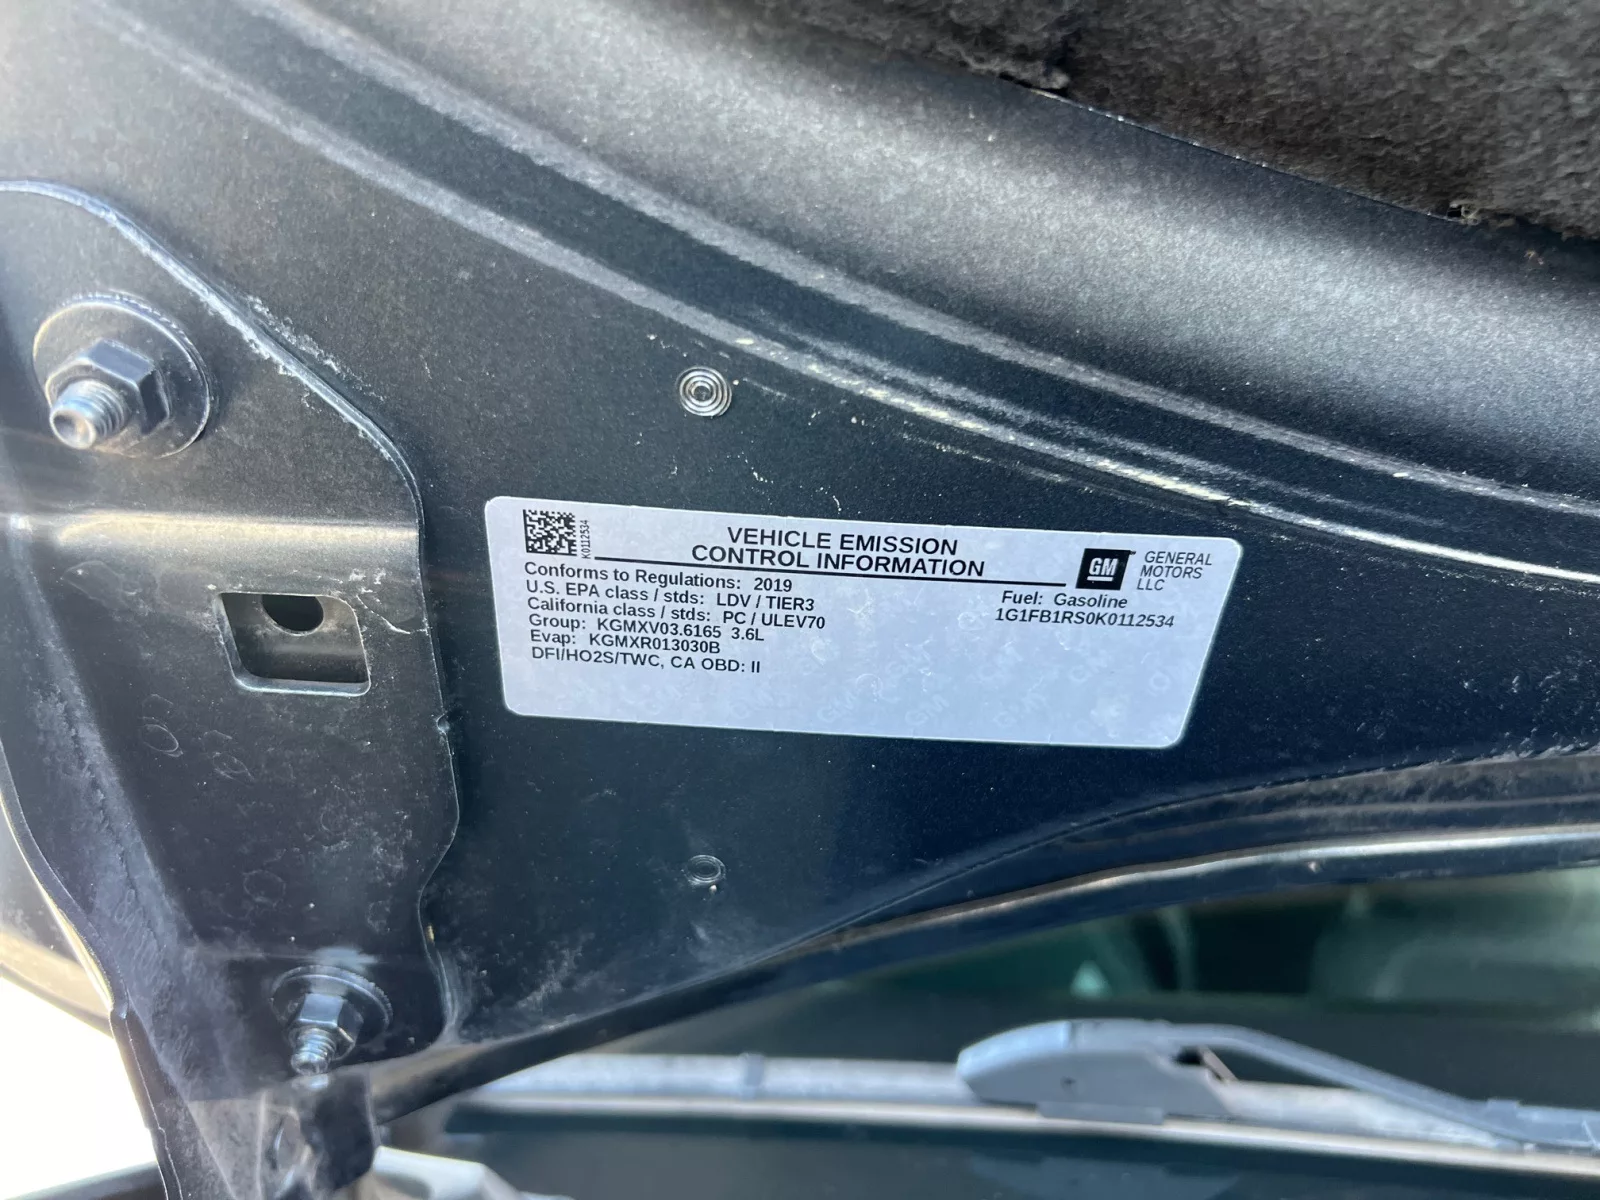 K0112534
VEHICLE EMISSION
CONTROL INFORMATION
GM
GENERAL
MOTORS
LLC
Conforms to Regulations: 2019
U.S. EPA class / stds: LDV / TIER3
California class / stds: PC / ULEV70
Group: KGMXV03.6165 3.6L
Evap: KGMXR013030B
DFI/HO2S/TWC, CA OBD: II
Fuel: Gasoline
1G1FB1RS0K0112534